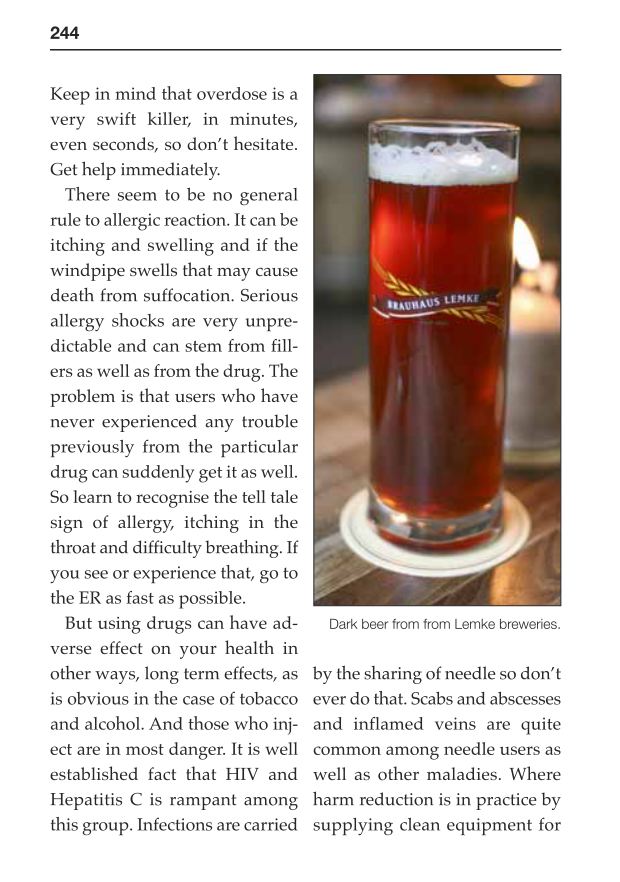 244
Keep in mind that overdose is a
very swift killer, in minutes,
even seconds, so don’t hesitate.
Get help immediately.
There seem to be no general
rule to allergic reaction. It can be
itching and swelling and if the
windpipe swells that may cause
death from suffocation. Serious
allergy shocks are very unpre-
dictable and can stem from fill-
ers as well as from the drug. The
problem is that users who have
never experienced any trouble
previously from the particular
drug can suddenly get it as well.
So learn to recognise the tell tale
sign of allergy, itching in the
throat and difficulty breathing. If
you see or experience that, go to
the ER as fast as possible.
But using drugs can have ad-
verse effect on your health in
other ways, long term effects, as
is obvious in the case of tobacco
and alcohol. And those who inj-
ect are in most danger. It is well
established fact that HIV and
Hepatitis C is rampant among
this group. Infections are carried
BRAUHAUS LEMKE
Dark beer from from Lemke breweries.
by the sharing of needle so don’t
ever do that. Scabs and abscesses
and inflamed veins are quite
common among needle users as
well as other maladies. Where
harm reduction is in practice by
supplying clean equipment for